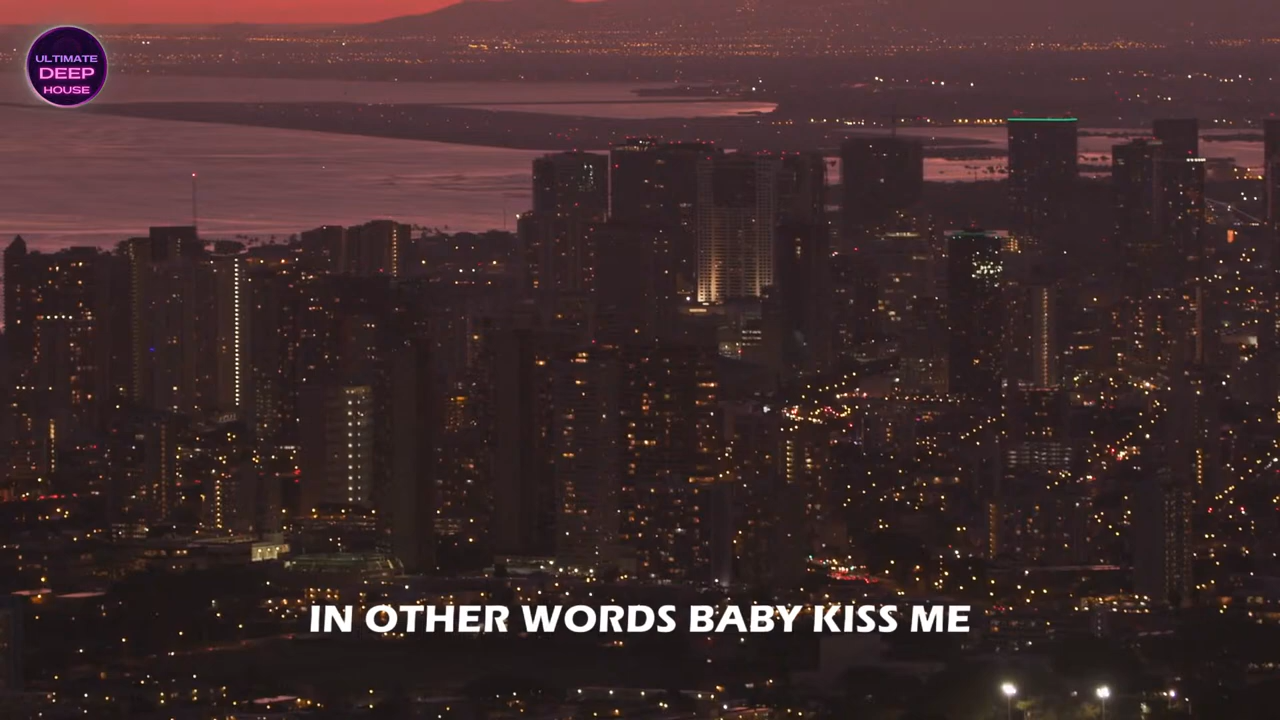 ULTIMATE
DEEP
HOUSE
IN OTHER WORDS BABY KISS ME